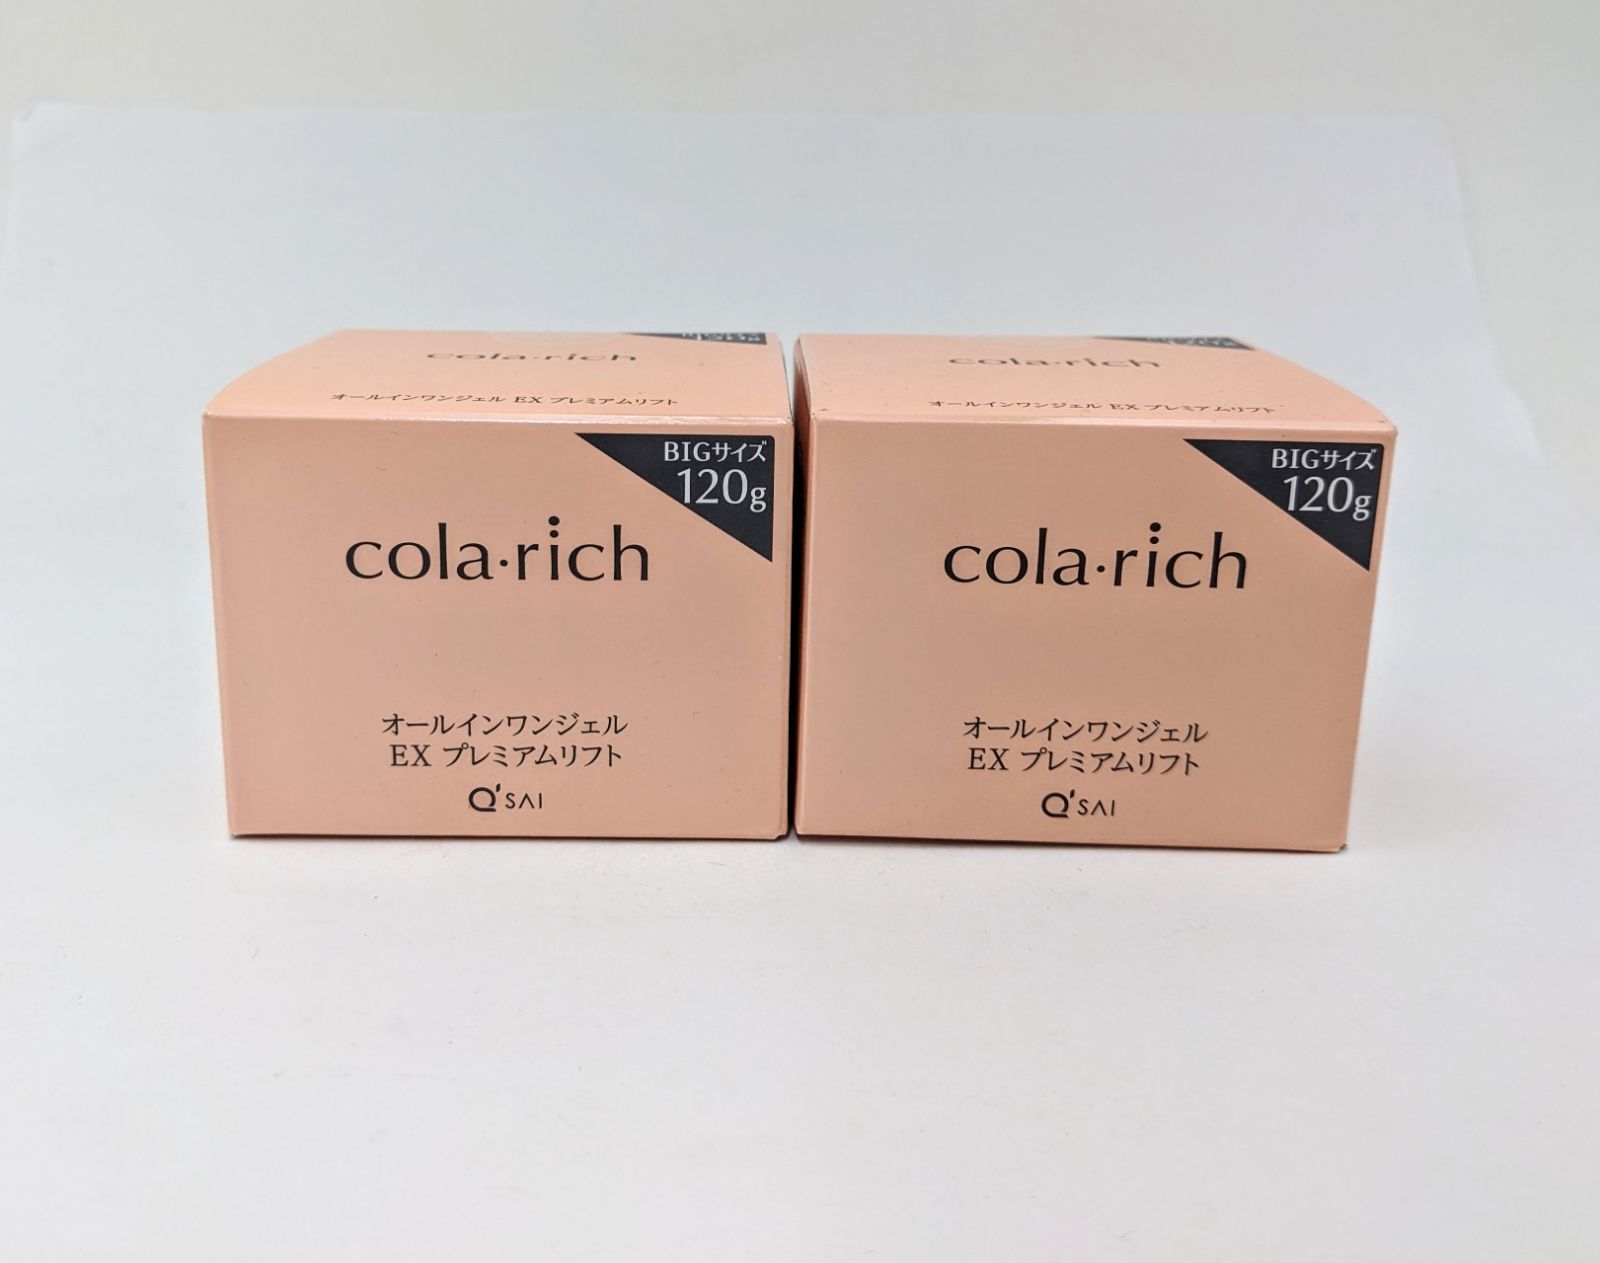 cola・rich
オールインワンジェル EX プレミアムリフト
BIGサイズ
120g
cola・rich
オールインワンジェル
EX プレミアムリフト
Q'SAI
cola・rich
オールインワンジェル EX プレミアムリフト
BIGサイズ
120g
cola・rich
オールインワンジェル
EX プレミアムリフト
Q'SAI